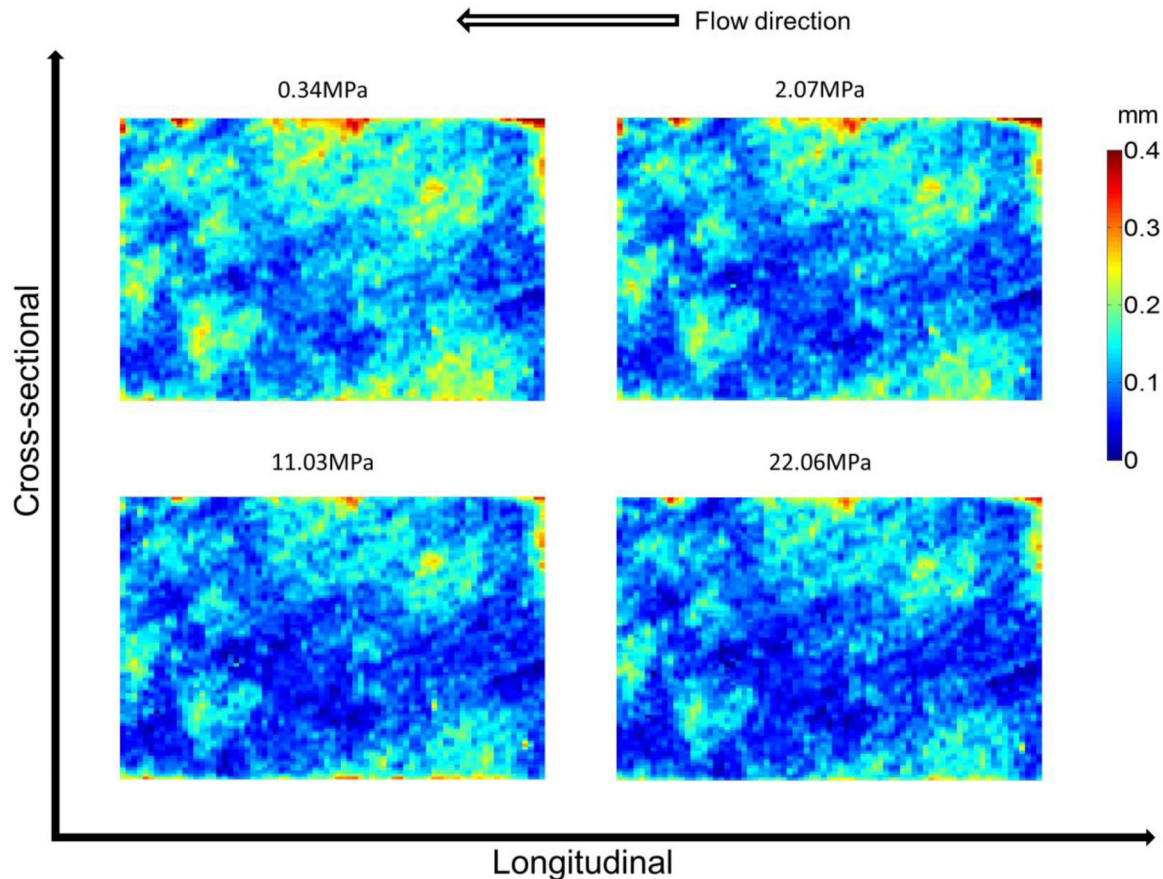 Flow direction
0.34MPa
2.07MPa
mm
0.4
0.3
0.2
0.1
0
Cross-sectional
11.03MPa
22.06MPa
Longitudinal